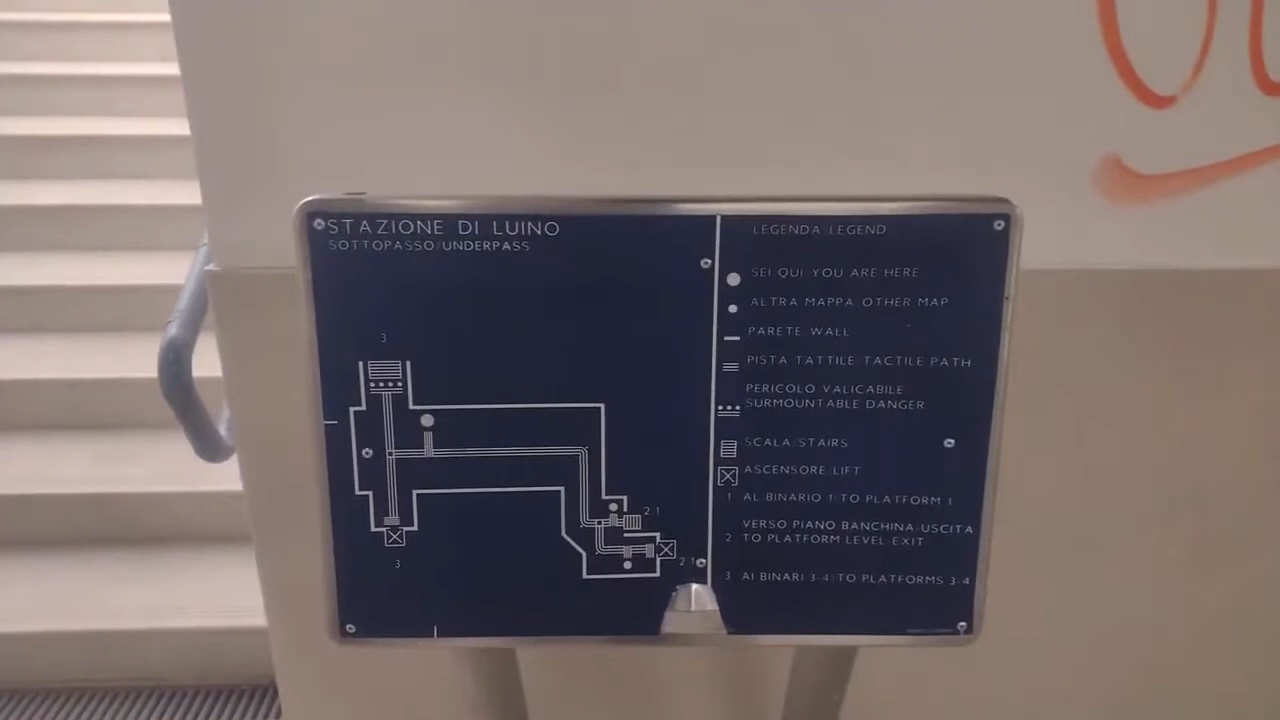 STAZIONE DI LUINO
SOTTOPASSO/UNDERPASS
3
2 1
2 1
3
LEGENDA LEGEND
SEI QUI YOU ARE HERE
ALTRA MAPPA OTHER MAP
PARETE WALL
PISTA TATTILE TACTILE PATH
PERICOLO VALICABILE
SURMOUNTABLE DANGER
SCALA STAIRS
ASCENSORE LIFT
1 AL BINARIO 1/TO PLATFORM 1
VERSO PIANO BANCHINA-USCITA
2 TO PLATFORM LEVEL-EXIT
3 AI BINARI 3-4/TO PLATFORMS 3-4